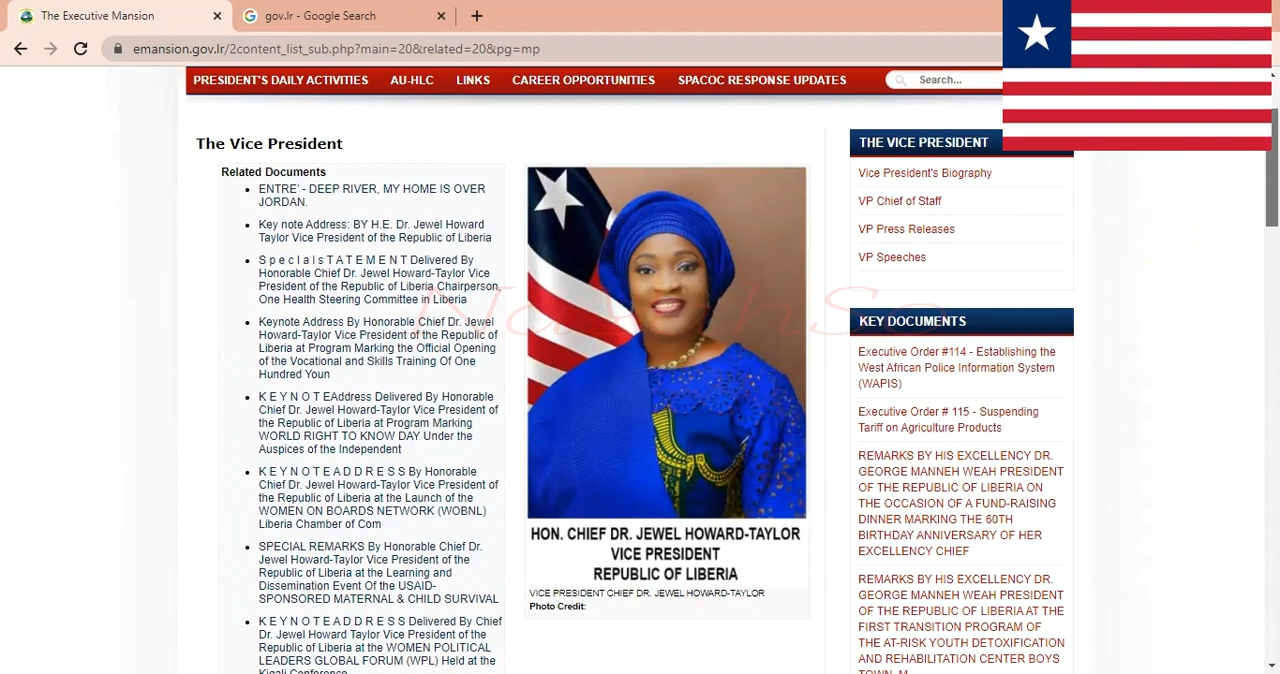 The Executive Mansion
gov.lr - Google Search
emansion.gov.lr/2content_list_sub.php?main=20&related=20&pg=mp
PRESIDENT'S DAILY ACTIVITIES
AU-HLC
LINKS
CAREER OPPORTUNITIES
SPACOC RESPONSE UPDATES
Search...
The Vice President
Related Documents
ENTRE' - DEEP RIVER, MY HOME IS OVER
JORDAN.
Key note Address: BY H.E. Dr. Jewel Howard
Taylor Vice President of the Republic of Liberia
S p e c I a l s T A T E M E N T Delivered By
Honorable Chief Dr. Jewel Howard-Taylor Vice
President of the Republic of Liberia Chairperson,
One Health Steering Committee in Liberia
Keynote Address By Honorable Chief Dr. Jewel
Howard-Taylor Vice President of the Republic of
Liberia at Program Marking the Official Opening
of the Vocational and Skills Training Of One
Hundred Youn
K E Y N O T EAddress Delivered By Honorable
Chief Dr. Jewel Howard-Taylor Vice President of
the Republic of Liberia at Program Marking
WORLD RIGHT TO KNOW DAY Under the
Auspices of the Independent
K E Y N O T E A D D R E S S By Honorable
Chief Dr. Jewel Howard-Taylor Vice President of
the Republic of Liberia at the Launch of the
WOMEN ON BOARDS NETWORK (WOBNL)
Liberia Chamber of Com
SPECIAL REMARKS By Honorable Chief Dr.
Jewel Howard-Taylor Vice President of the
Republic of Liberia at the Learning and
Dissemination Event Of the USAID-
SPONSORED MATERNAL & CHILD SURVIVAL
K E Y N O T E A D D R E S S Delivered By Chief
Dr. Jewel Howard Taylor Vice President of the
Republic of Liberia at the WOMEN POLITICAL
LEADERS GLOBAL FORUM (WPL) Held at the
Kigali Conference
HON. CHIEF DR. JEWEL HOWARD-TAYLOR
VICE PRESIDENT
REPUBLIC OF LIBERIA
VICE PRESIDENT CHIEF DR. JEWEL HOWARD-TAYLOR
Photo Credit:
THE VICE PRESIDENT
Vice President's Biography
VP Chief of Staff
VP Press Releases
VP Speeches
KEY DOCUMENTS
Executive Order #114 - Establishing the
West African Police Information System
(WAPIS)
Executive Order # 115 - Suspending
Tariff on Agriculture Products
REMARKS BY HIS EXCELLENCY DR.
GEORGE MANNEH WEAH PRESIDENT
OF THE REPUBLIC OF LIBERIA ON
THE OCCASION OF A FUND-RAISING
DINNER MARKING THE 60TH
BIRTHDAY ANNIVERSARY OF HER
EXCELLENCY CHIEF
REMARKS BY HIS EXCELLENCY DR.
GEORGE MANNEH WEAH PRESIDENT
OF THE REPUBLIC OF LIBERIA AT THE
FIRST TRANSITION PROGRAM OF
THE AT-RISK YOUTH DETOXIFICATION
AND REHABILITATION CENTER BOYS
TOWN, M